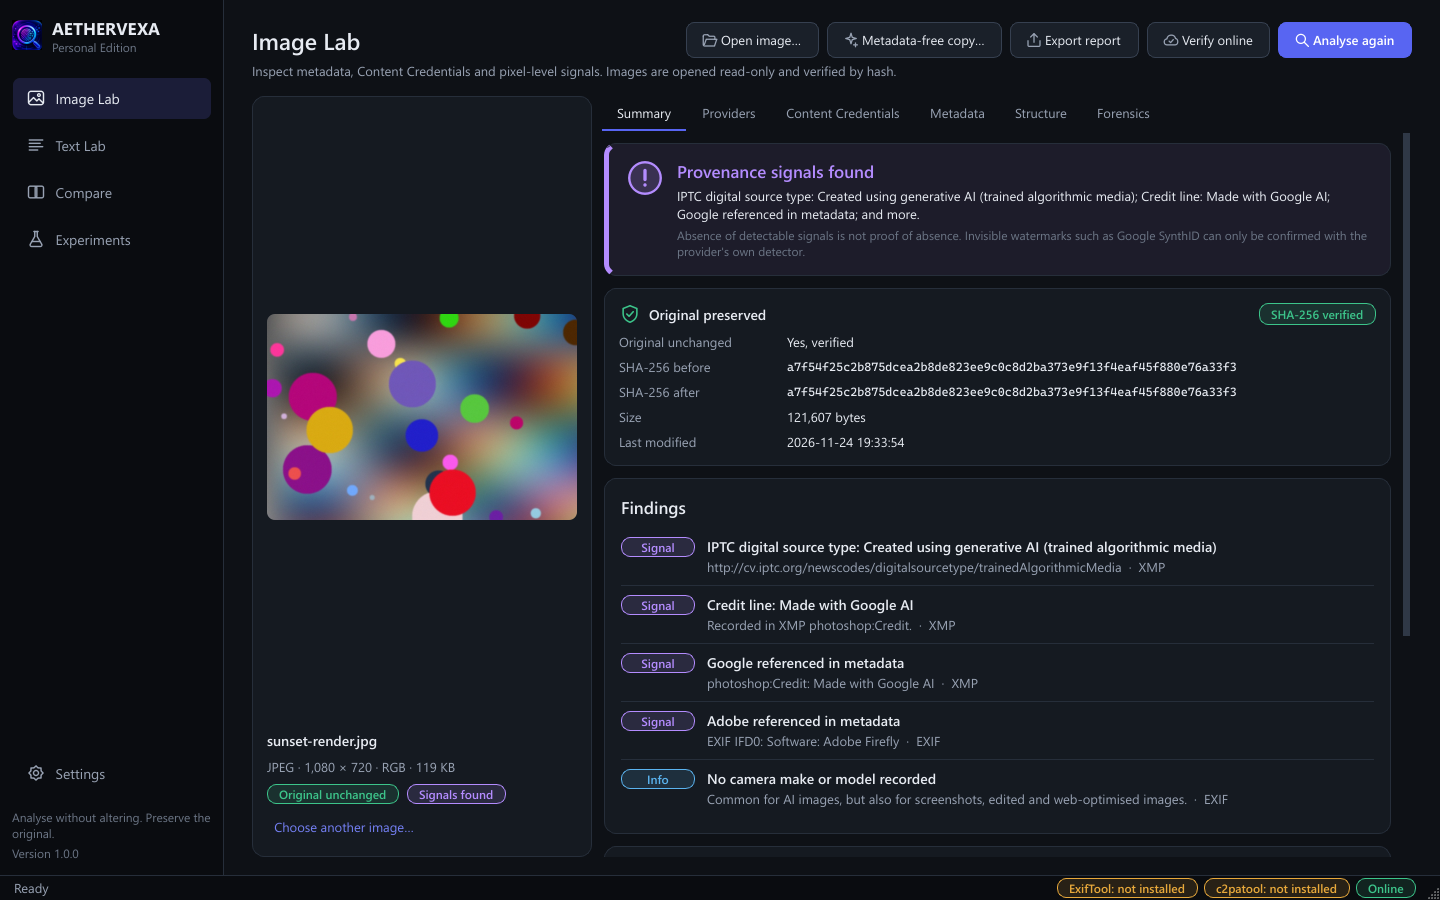 AETHERVEXA
Personal Edition
Image Lab
Text Lab
Compare
Experiments
Settings
Analyse without altering. Preserve the
original.
Version 1.0.0
Image Lab
Open image...
Metadata-free copy...
Export report
Verify online
Analyse again
Inspect metadata, Content Credentials and pixel-level signals. Images are opened read-only and verified by hash.
sunset-render.jpg
JPEG · 1,080 × 720 · RGB · 119 KB
Original unchanged
Signals found
Choose another image...
Summary
Providers
Content Credentials
Metadata
Structure
Forensics
Provenance signals found
IPTC digital source type: Created using generative AI (trained algorithmic media); Credit line: Made with Google AI;
Google referenced in metadata; and more.
Absence of detectable signals is not proof of absence. Invisible watermarks such as Google SynthID can only be confirmed with the
provider's own detector.
Original preserved
SHA-256 verified
Original unchanged Yes, verified
SHA-256 before a7f54f25c2b875dcea2b8de823ee9c0c8d2ba373e9f13f4eaf45f880e76a33f3
SHA-256 after a7f54f25c2b875dcea2b8de823ee9c0c8d2ba373e9f13f4eaf45f880e76a33f3
Size 121,607 bytes
Last modified 2026-11-24 19:33:54
Findings
Signal IPTC digital source type: Created using generative AI (trained algorithmic media)
http://cv.iptc.org/newscodes/digitalsourcetype/trainedAlgorithmicMedia · XMP
Signal Credit line: Made with Google AI
Recorded in XMP photoshop:Credit. · XMP
Signal Google referenced in metadata
photoshop:Credit: Made with Google AI · XMP
Signal Adobe referenced in metadata
EXIF IFD0: Software: Adobe Firefly · EXIF
Info No camera make or model recorded
Common for AI images, but also for screenshots, edited and web-optimised images. · EXIF
Ready
ExifTool: not installed
c2patool: not installed
Online